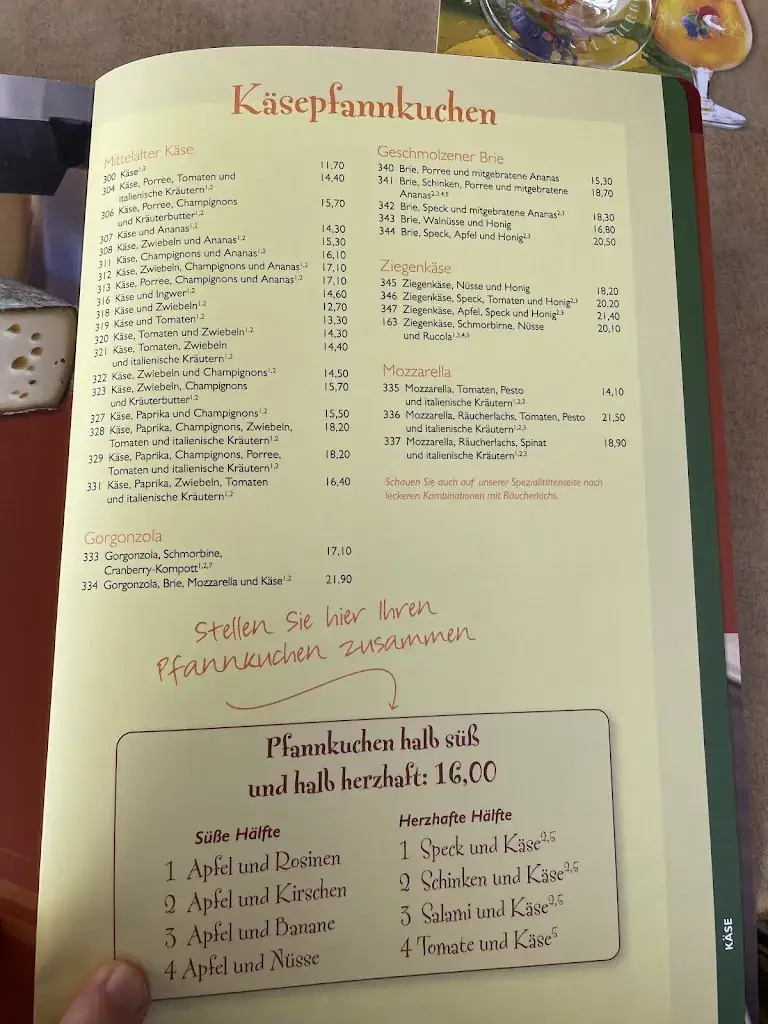 Käsepfannkuchen
Mittelalter Käse
300 Käse1,2 11,70
304 Käse, Porree, Tomaten und 14,40
italienische Kräutern1,2
306 Käse, Porree, Champignons 15,70
und Kräuterbutter1,2
307 Käse und Ananas1,2 14,30
308 Käse, Zwiebeln und Ananas1,2 15,30
311 Käse, Champignons und Ananas1,2 16,10
312 Käse, Zwiebeln, Champignons und Ananas1,2 17,10
313 Käse, Porree, Champignons und Ananas1,2 17,10
316 Käse und Ingwer1,2 14,60
318 Käse und Zwiebeln1,2 12,70
319 Käse und Tomaten1,2 13,30
320 Käse, Tomaten und Zwiebeln1,2 14,30
321 Käse, Tomaten, Zwiebeln 14,40
und italienische Kräutern1,2
322 Käse, Zwiebeln und Champignons1,2 14,50
323 Käse, Zwiebeln, Champignons 15,70
und Kräuterbutter1,2
327 Käse, Paprika und Champignons1,2 15,50
328 Käse, Paprika, Champignons, Zwiebeln, 18,20
Tomaten und italienische Kräutern1,2
329 Käse, Paprika, Champignons, Porree, 18,20
Tomaten und italienische Kräutern1,2
331 Käse, Paprika, Zwiebeln, Tomaten 16,40
und italienische Kräutern1,2
Gorgonzola
333 Gorgonzola, Schmorbine, 17,10
Cranberry-Kompott1,2,7
334 Gorgonzola, Brie, Mozzarella und Käse1,2 21,90
Geschmolzener Brie
340 Brie, Porree und mitgebratene Ananas 15,30
341 Brie, Schinken, Porree und mitgebratene 18,70
Ananas2,3,4,5
342 Brie, Speck und mitgebratene Ananas2,3 18,30
343 Brie, Walnüsse und Honig 16,80
344 Brie, Speck, Apfel und Honig2,3 20,50
Ziegenkäse
345 Ziegenkäse, Nüsse und Honig 18,20
346 Ziegenkäse, Speck, Tomaten und Honig2,3 20,20
347 Ziegenkäse, Apfel, Speck und Honig2,3 21,40
163 Ziegenkäse, Schmorbirne, Nüsse 20,10
und Rucola1,3,4,5
Mozzarella
335 Mozzarella, Tomaten, Pesto 14,10
und italienische Kräutern1,2,3
336 Mozzarella, Räucherlachs, Tomaten, Pesto 21,50
und italienische Kräutern1,2,3
337 Mozzarella, Räucherlachs, Spinat 18,90
und italienische Kräutern1,2,3
Schauen Sie auch auf unserer Spezialitätenseite nach
leckeren Kombinationen mit Räucherlachs.
Stellen Sie hier Ihren
Pfannkuchen zusammen
Pfannkuchen halb süß
und halb herzhaft: 16,00
Süße Hälfte
1 Apfel und Rosinen
2 Apfel und Kirschen
3 Apfel und Banane
4 Apfel und Nüsse
Herzhafte Hälfte
1 Speck und Käse2,5
2 Schinken und Käse2,5
3 Salami und Käse2,5
4 Tomate und Käse5
KÄSE